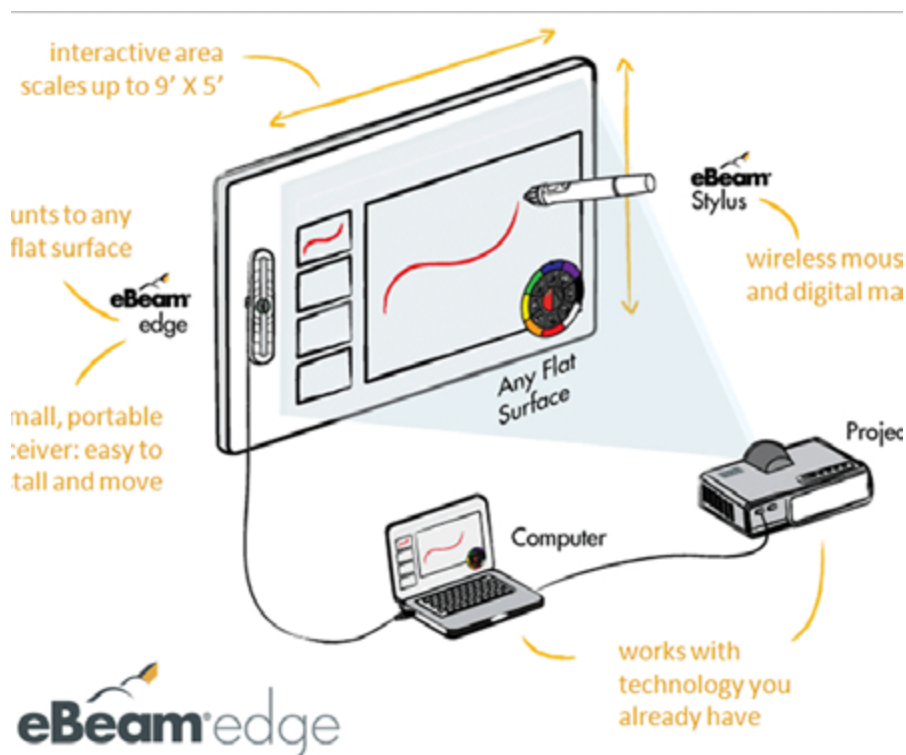 interactive area
scales up to 9' X 5'
eBeam
Stylus
unts to any
flat surface
wireless mous
and digital ma
eBeam
edge
Any Flat
Surface
mall, portable
ceiver: easy to
tall and move
Projec
Computer
works with
technology you
already have
eBeam edge